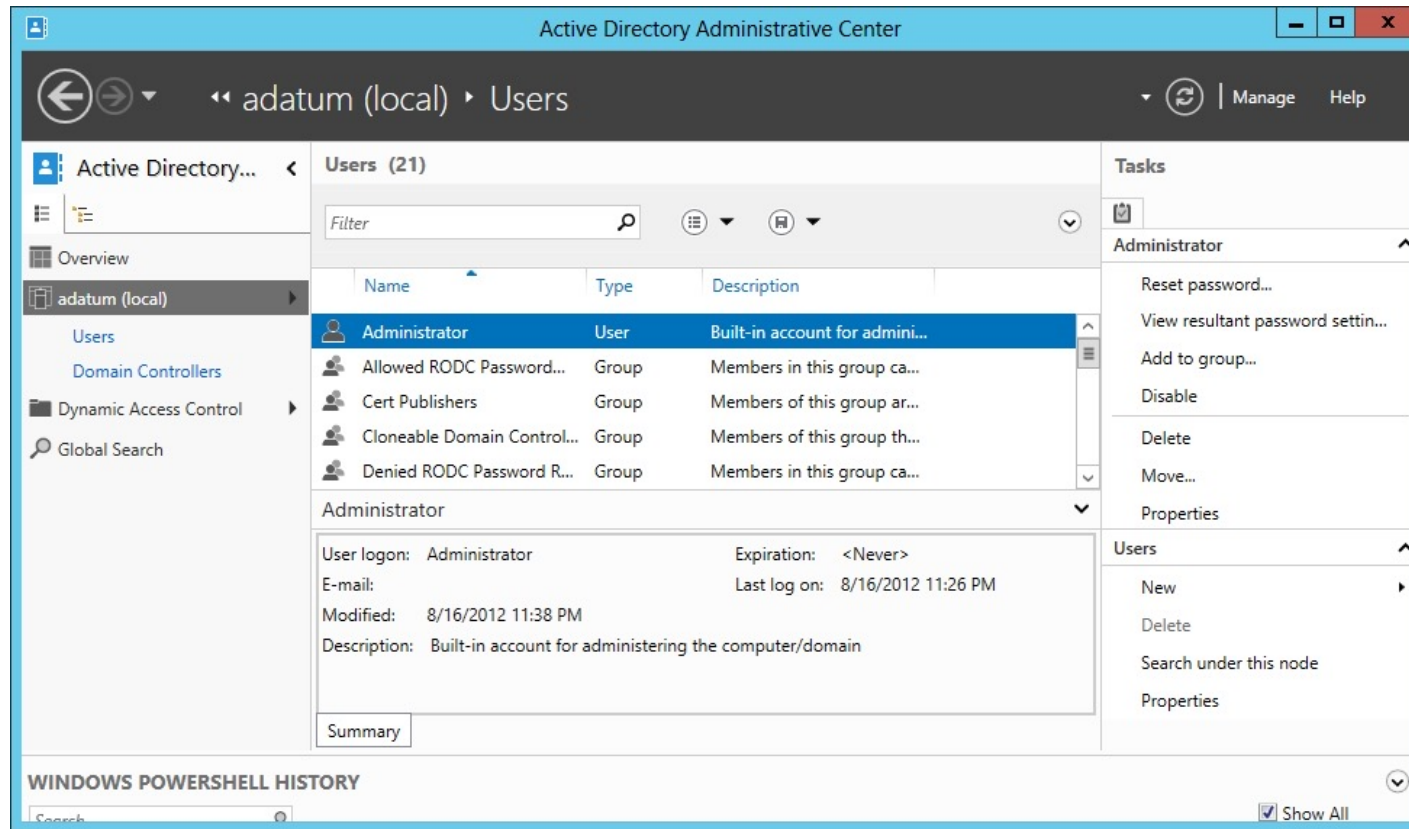 Active Directory Administrative Center
adatum (local) Users
Manage Help
Active Directory...
Overview
adatum (local)
Users
Domain Controllers
Dynamic Access Control
Global Search
Users (21)
Filter
Name Type Description
Administrator User Built-in account for admini...
Allowed RODC Password... Group Members in this group ca...
Cert Publishers Group Members of this group ar...
Cloneable Domain Control... Group Members of this group th...
Denied RODC Password R... Group Members in this group ca...
Administrator
User logon: Administrator Expiration: <Never>
E-mail: Last log on: 8/16/2012 11:26 PM
Modified: 8/16/2012 11:38 PM
Description: Built-in account for administering the computer/domain
Summary
Tasks
Administrator
Reset password...
View resultant password settin...
Add to group...
Disable
Delete
Move...
Properties
Users
New
Delete
Search under this node
Properties
WINDOWS POWERSHELL HISTORY
Search
Show All